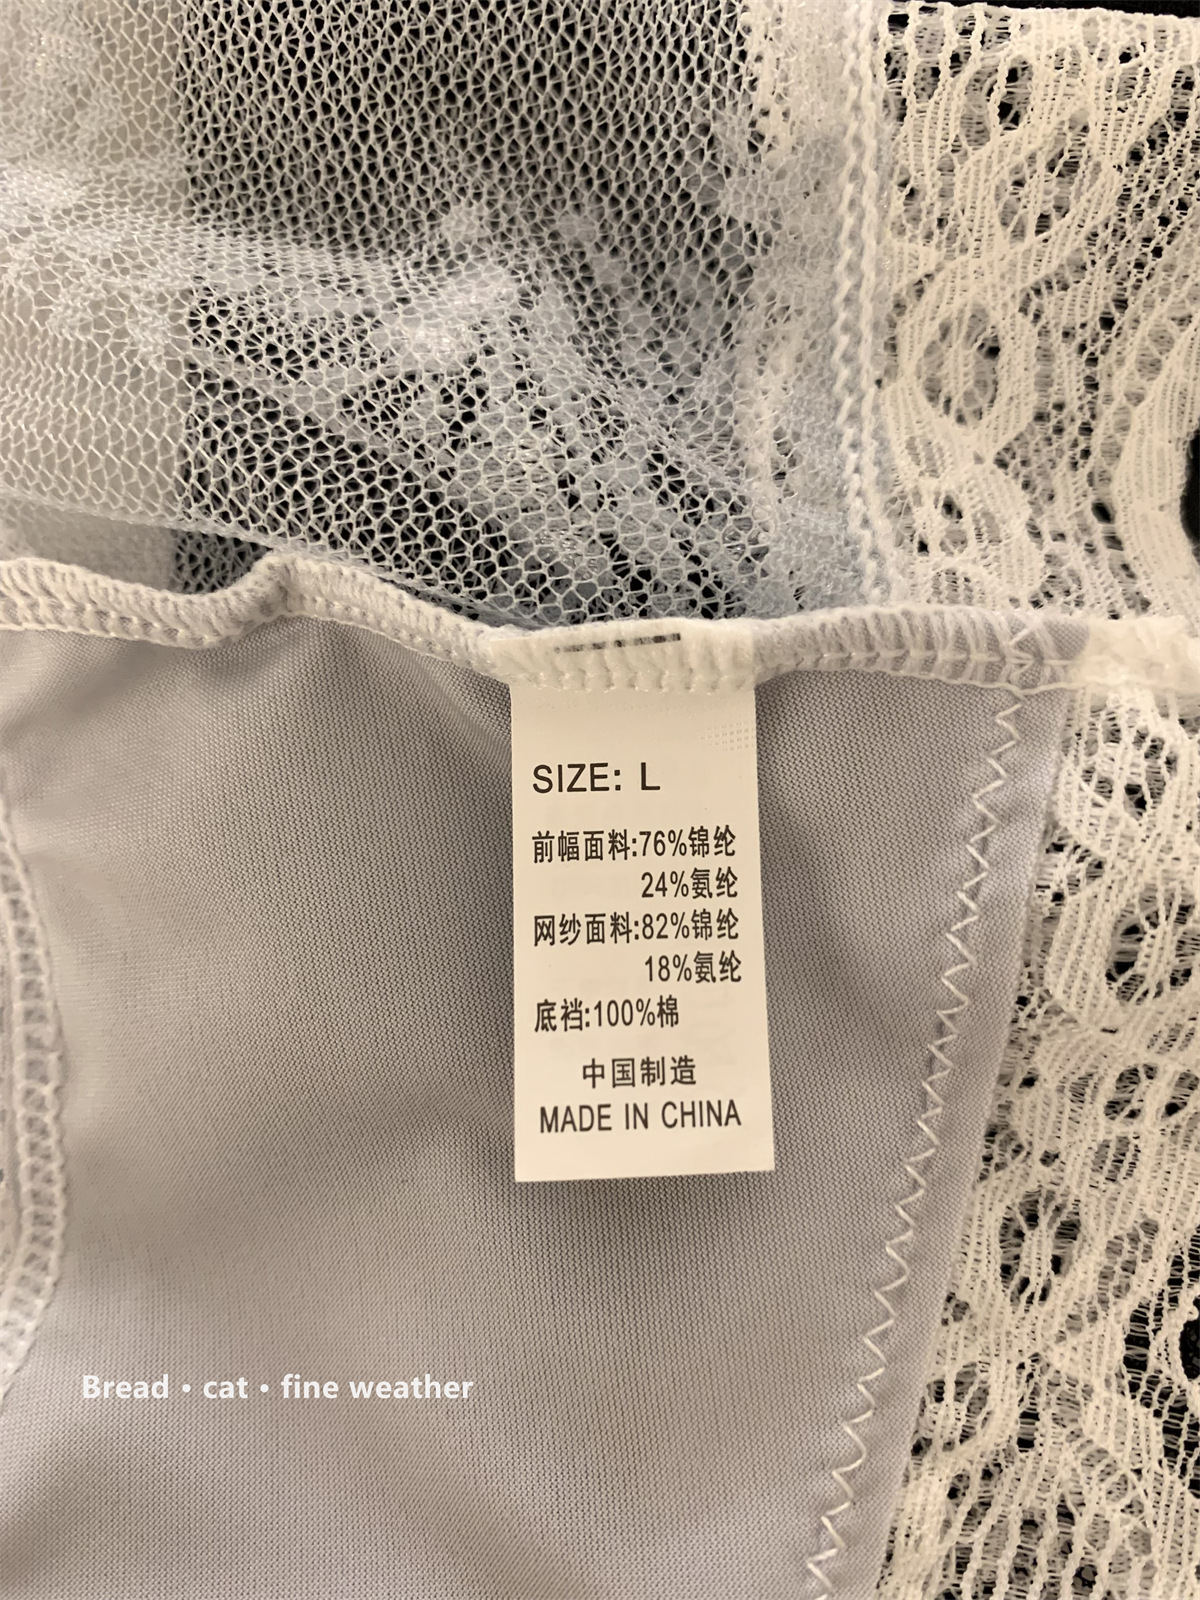 SIZE: L
前幅面料:76%锦纶
24%氨纶
网纱面料:82%锦纶
18%氨纶
底裆:100%棉
中国制造
MADE IN CHINA
Bread • cat • fine weather